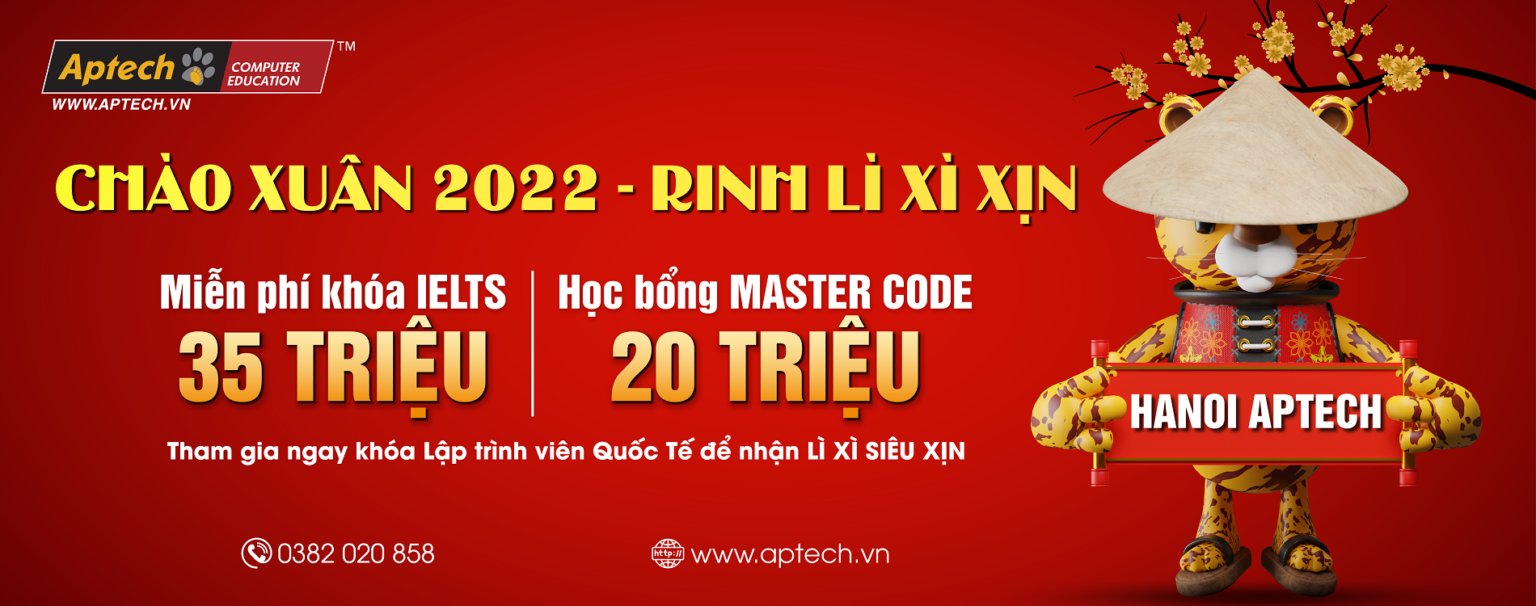 Aptech COMPUTER EDUCATION ™
WWW.APTECH.VN
CHÀO XUÂN 2022 - RINH LÌ XÌ XỊN
Miễn phí khóa IELTS
35 TRIỆU
Học bổng MASTER CODE
20 TRIỆU
Tham gia ngay khóa Lập trình viên Quốc Tế để nhận LÌ XÌ SIÊU XỊN
HANOI APTECH
0382 020 858
http:// www.aptech.vn